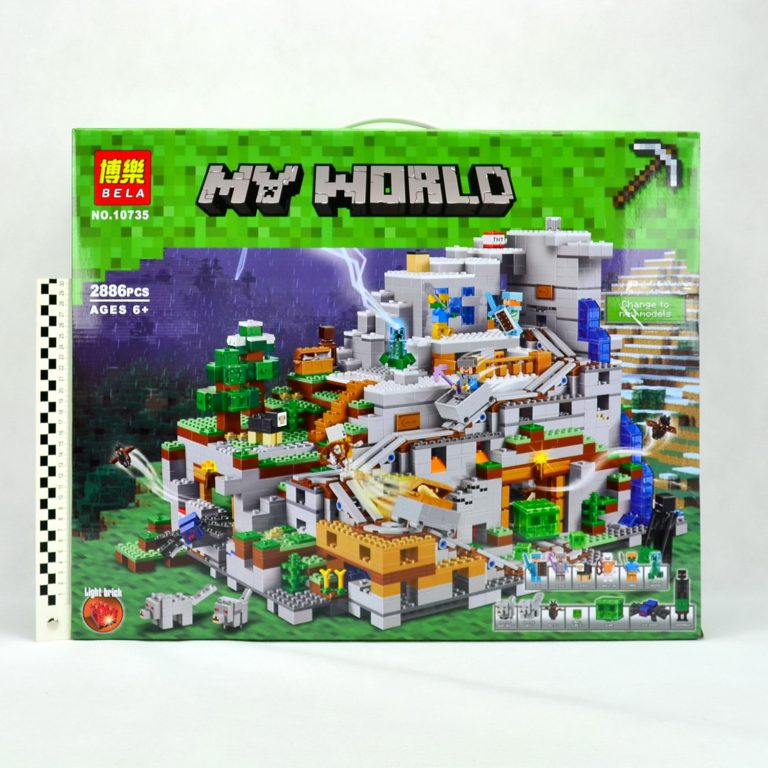 博樂
BELA
NO.10735
MY WORLD
TNT
2886PCS
AGES 6+
Change to
Light brick